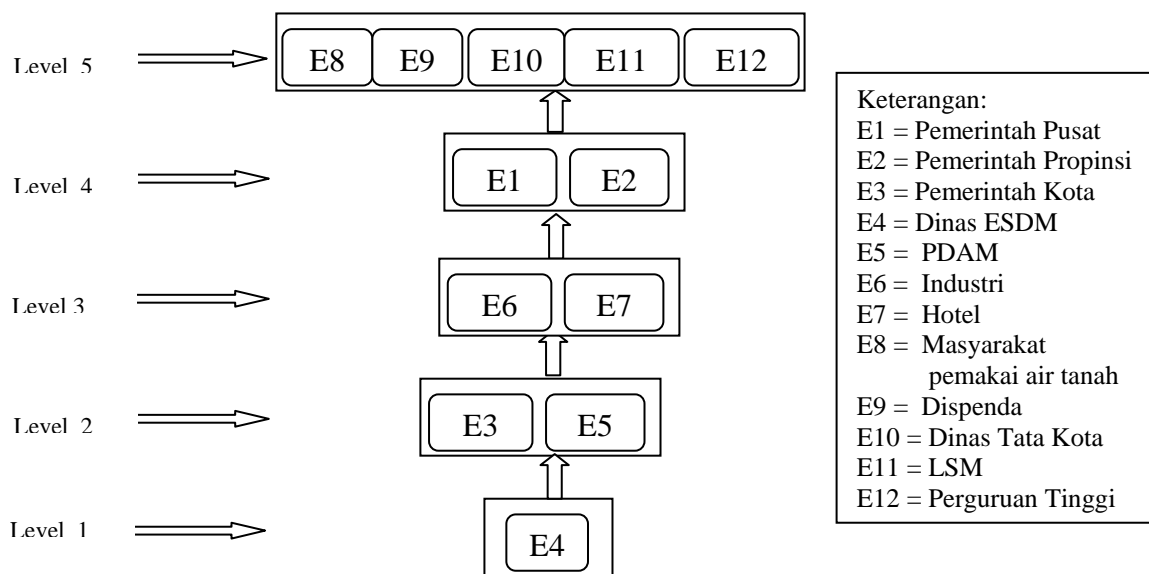 Level 5
E8 E9 E10 E11 E12
Level 4
E1 E2
Level 3
E6 E7
Level 2
E3 E5
Level 1
E4
Keterangan:
E1 = Pemerintah Pusat
E2 = Pemerintah Propinsi
E3 = Pemerintah Kota
E4 = Dinas ESDM
E5 = PDAM
E6 = Industri
E7 = Hotel
E8 = Masyarakat
pemakai air tanah
E9 = Dispenda
E10 = Dinas Tata Kota
E11 = LSM
E12 = Perguruan Tinggi